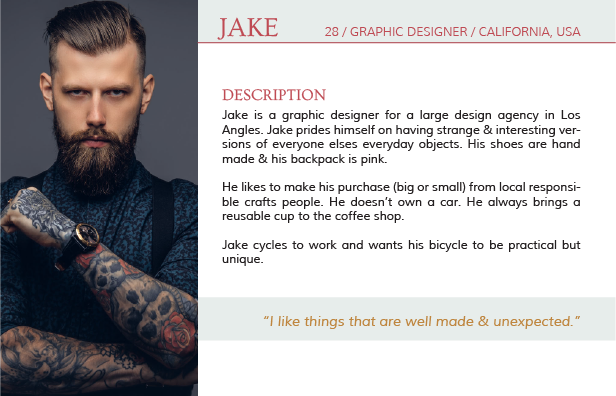 JAKE 28 / GRAPHIC DESIGNER / CALIFORNIA, USA
DESCRIPTION
Jake is a graphic designer for a large design agency in Los
Angles. Jake prides himself on having strange & interesting ver-
sions of everyone elses everyday objects. His shoes are hand
made & his backpack is pink.
He likes to make his purchase (big or small) from local responsi-
ble crafts people. He doesn't own a car. He always brings a
reusable cup to the coffee shop.
Jake cycles to work and wants his bicycle to be practical but
unique.
“I like things that are well made & unexpected.”